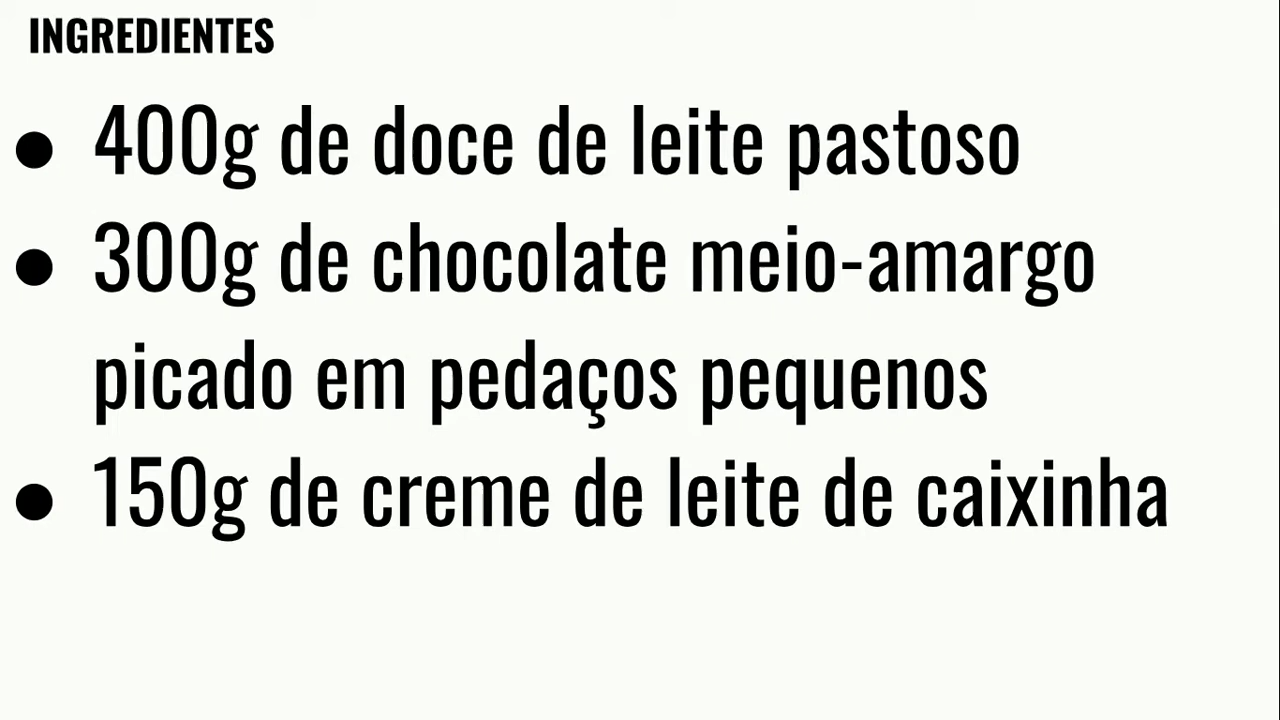 INGREDIENTES
● 400g de doce de leite pastoso
● 300g de chocolate meio-amargo
picado em pedaços pequenos
● 150g de creme de leite de caixinha